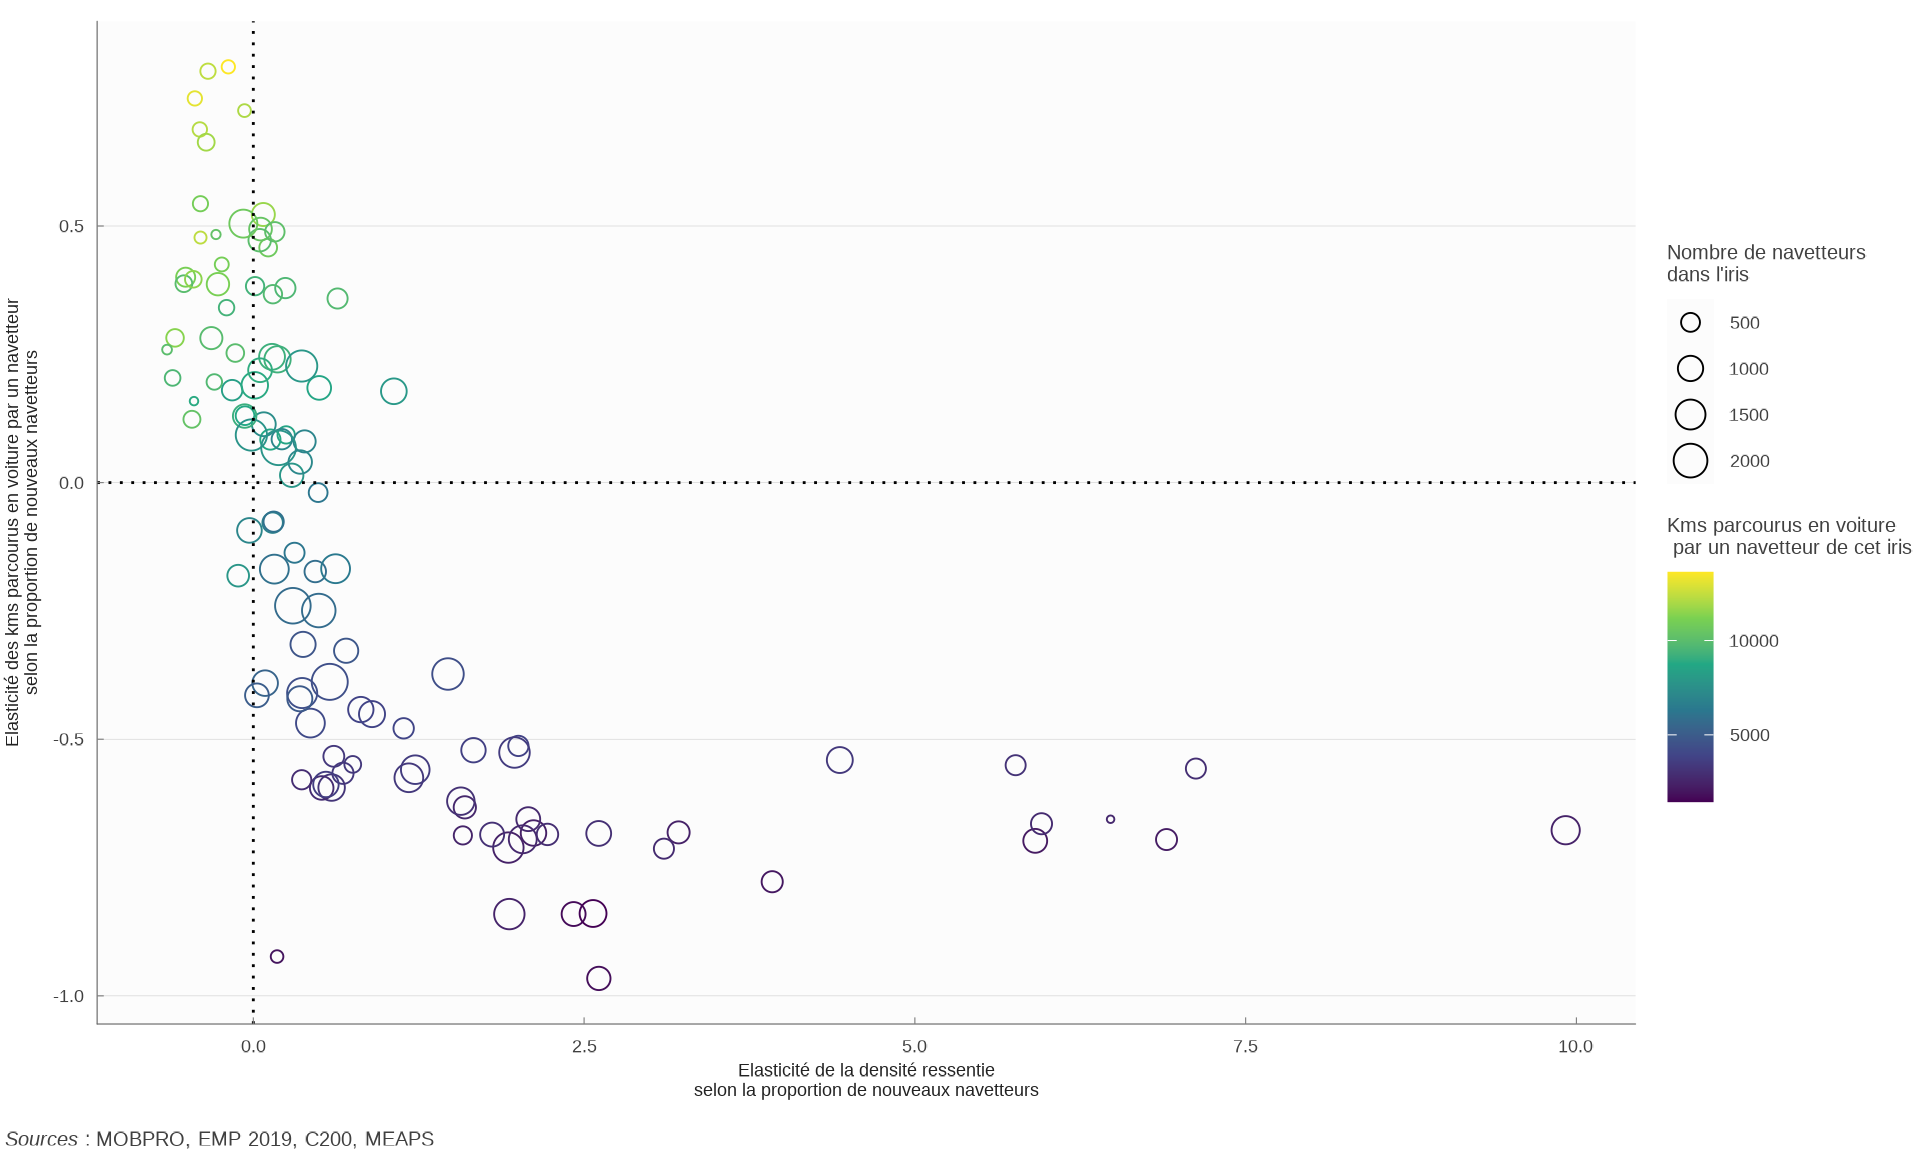 Elasticité des kms parcourus en voiture par un navetteur
selon la proportion de nouveaux navetteurs
0.5
0.0
-0.5
-1.0
0.0
2.5
5.0
7.5
10.0
Elasticité de la densité ressentie
selon la proportion de nouveaux navetteurs
Nombre de navetteurs
dans l'iris
500
1000
1500
2000
Kms parcourus en voiture
par un navetteur de cet iris
10000
5000
Sources : MOBPRO, EMP 2019, C200, MEAPS